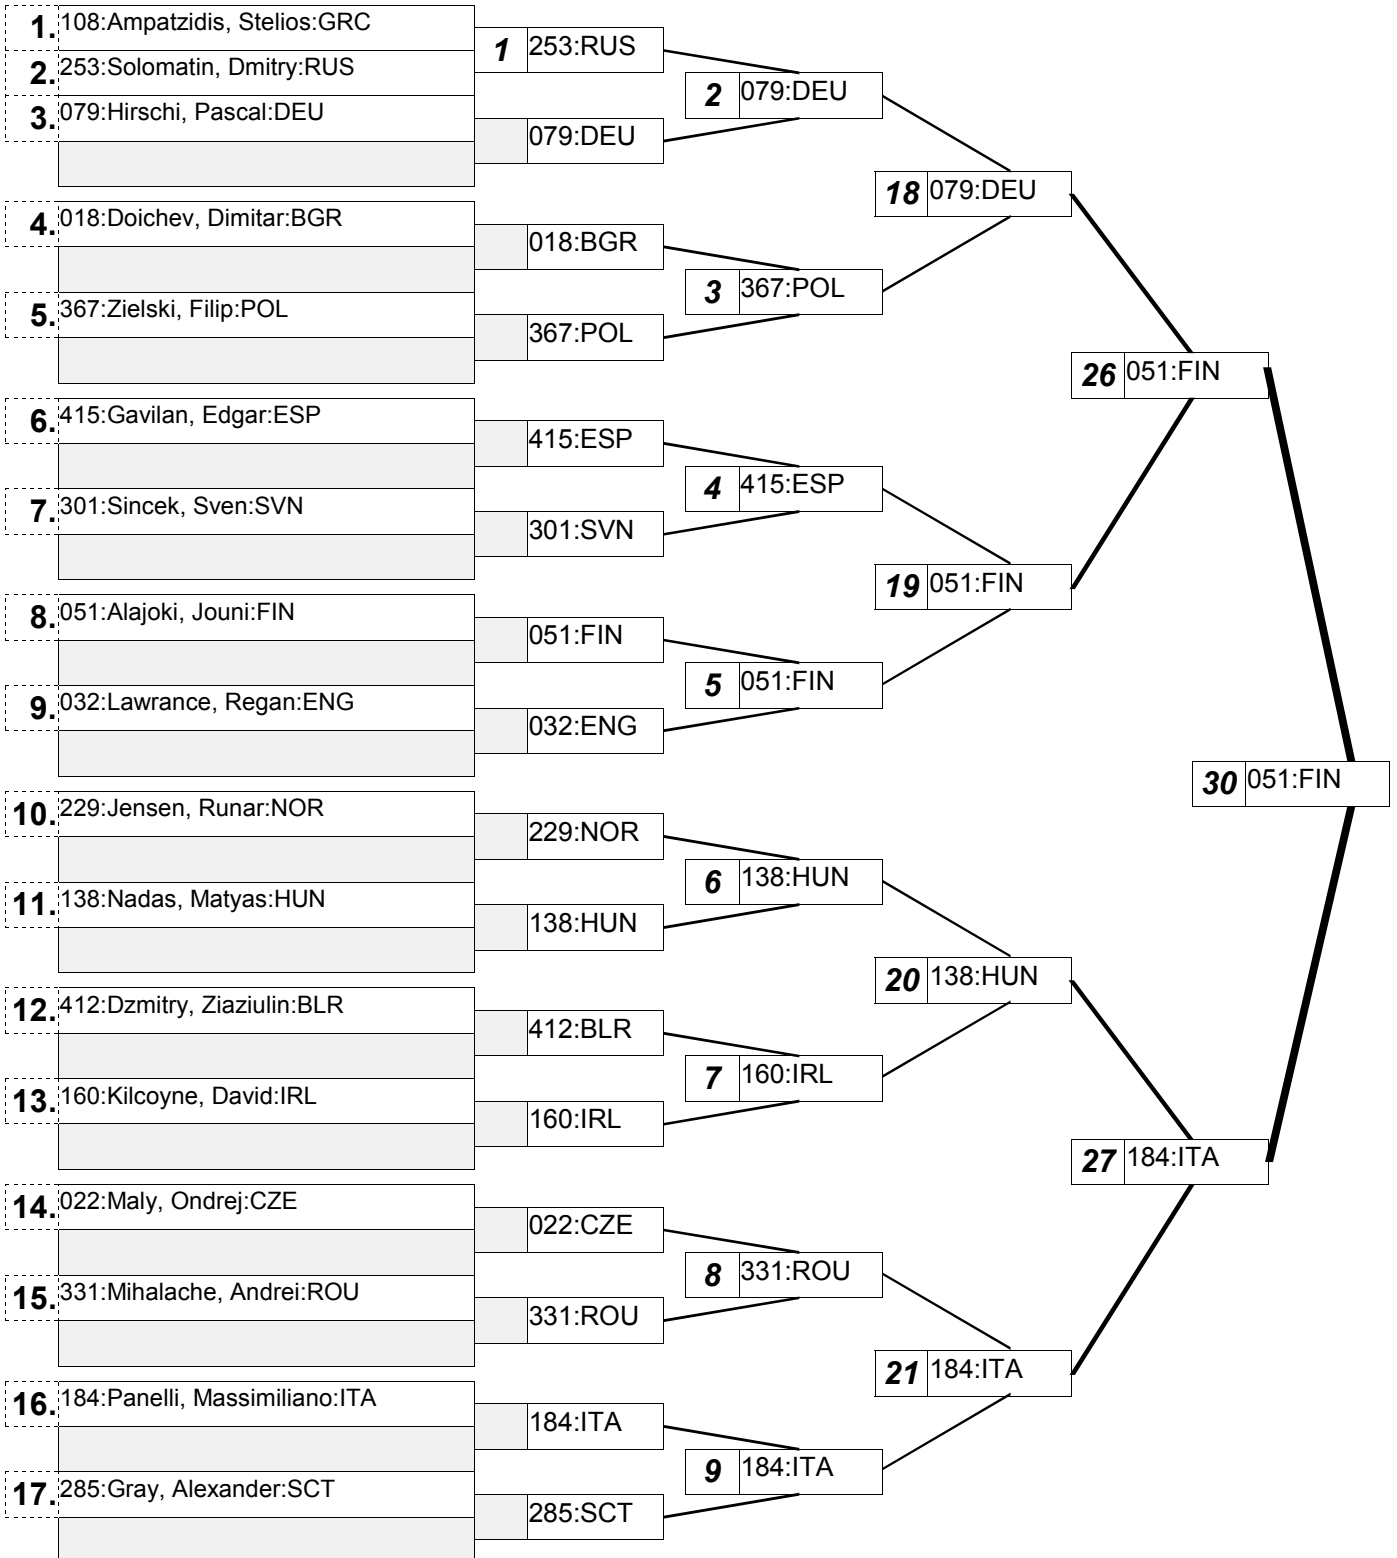 1. 108:Ampatzidis, Stelios:GRC
2. 253:Solomatin, Dmitry:RUS
3. 079:Hirschi, Pascal:DEU
4. 018:Doichev, Dimitar:BGR
5. 367:Zielski, Filip:POL
6. 415:Gavilan, Edgar:ESP
7. 301:Sincek, Sven:SVN
8. 051:Alajoki, Jouni:FIN
9. 032:Lawrance, Regan:ENG
10. 229:Jensen, Runar:NOR
11. 138:Nadas, Matyas:HUN
12. 412:Dzmitry, Ziaziulin:BLR
13. 160:Kilcoyne, David:IRL
14. 022:Maly, Ondrej:CZE
15. 331:Mihalache, Andrei:ROU
16. 184:Panelli, Massimiliano:ITA
17. 285:Gray, Alexander:SCT
1 253:RUS
079:DEU
018:BGR
367:POL
415:ESP
301:SVN
051:FIN
032:ENG
229:NOR
138:HUN
412:BLR
160:IRL
022:CZE
331:ROU
184:ITA
285:SCT
2 079:DEU
3 367:POL
4 415:ESP
5 051:FIN
6 138:HUN
7 160:IRL
8 331:ROU
9 184:ITA
18 079:DEU
19 051:FIN
20 138:HUN
21 184:ITA
26 051:FIN
27 184:ITA
30 051:FIN